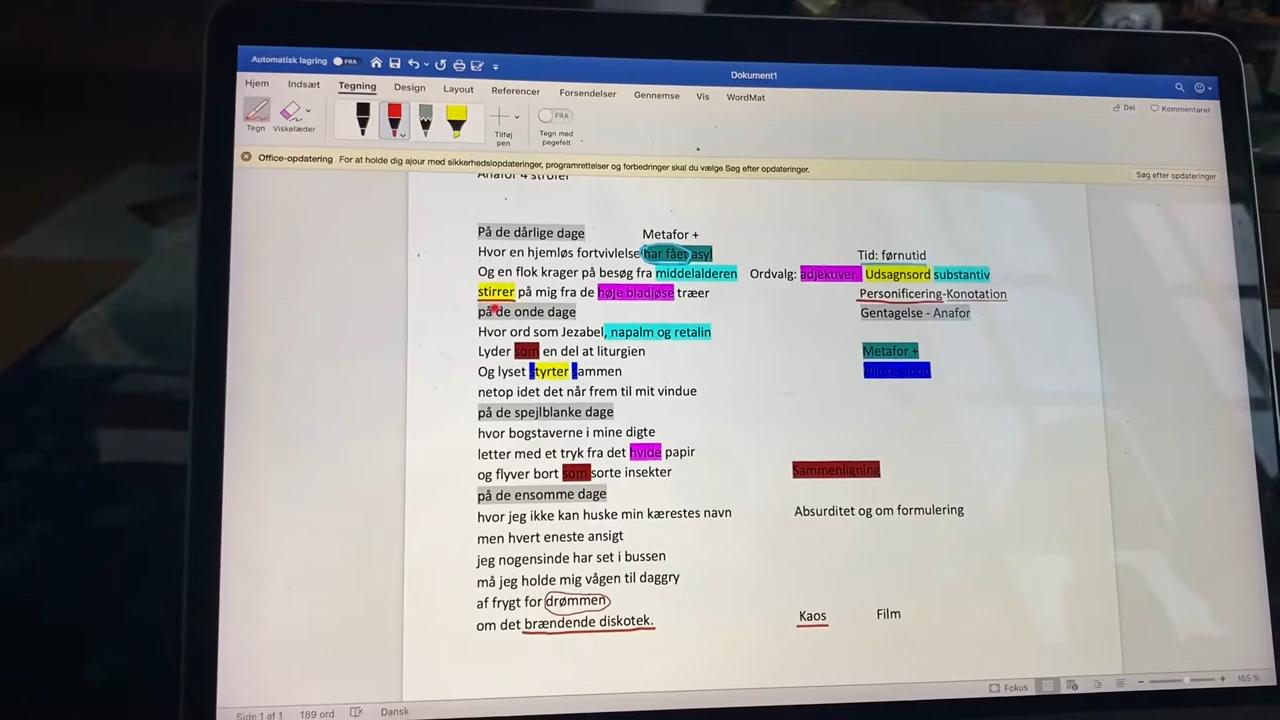 Automatisk lagring FRA
Dokument1
Hjem Indsæt Tegning Design Layout Referencer Forsendelser Gennemse Vis WordMat
Del Kommentarer
Tegn Viskelæder Tilføj pen Tegn med pegefelt FRA
Office-opdatering For at holde dig ajour med sikkerhedsopdateringer, programrettelser og forbedringer skal du vælge Søg efter opdateringer. Søg efter opdateringer
Anafor 4 strofer
På de dårlige dage Metafor +
Hvor en hjemløs fortvivlelse har fået asyl Tid: førnutid
Og en flok krager på besøg fra middelalderen Ordvalg: adjektiver. Udsagnsord substantiv
stirrer på mig fra de høje bladløse træer Personificering-Konotation
på de onde dage Gentagelse - Anafor
Hvor ord som Jezabel, napalm og retalin
Lyder som en del at liturgien Metafor +
Og lyset styrter sammen
netop idet det når frem til mit vindue
på de spejlblanke dage
hvor bogstaverne i mine digte
letter med et tryk fra det hvide papir
og flyver bort som sorte insekter Sammenligning
på de ensomme dage
hvor jeg ikke kan huske min kærestes navn Absurditet og om formulering
men hvert eneste ansigt
jeg nogensinde har set i bussen
må jeg holde mig vågen til daggry
af frygt for drømmen
om det brændende diskotek. Kaos Film
Fokus 165 %
Side 1 af 1 189 ord Dansk